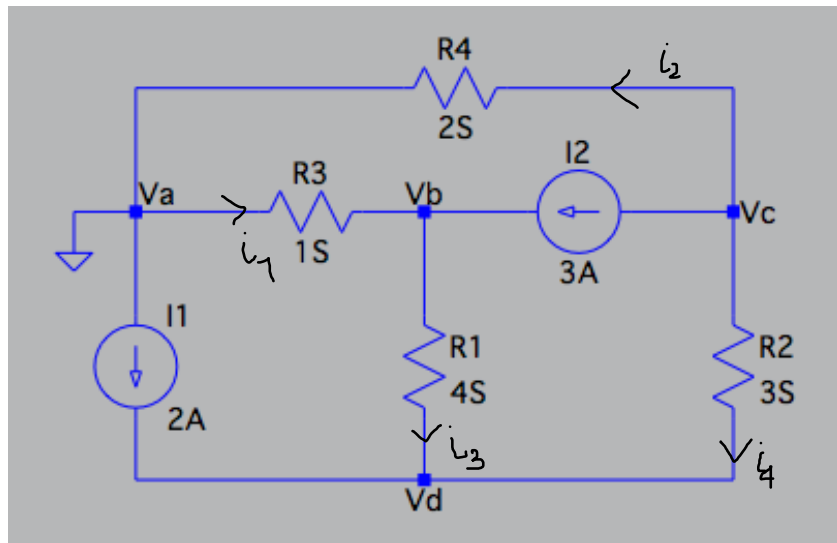 R4
i₂
2S
I2
R3
Va
Vb
Vc
i₁
1S
3A
I1
R1
R2
4S
3S
2A
i₃
i₄
Vd